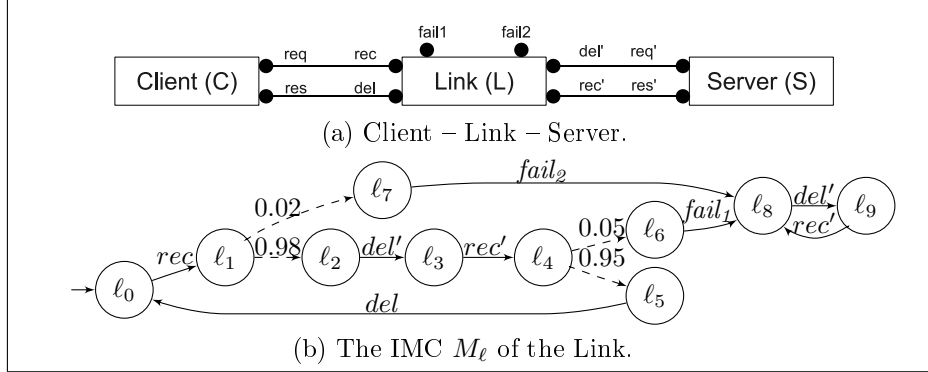 fail1 fail2
req rec del' req'
Client (C) Link (L) Server (S)
res del rec' res'
(a) Client – Link – Server.
ℓ7 fail2
0.02 ℓ8 del' ℓ9
0.05 ℓ6 fail1 rec'
rec ℓ1 0.98 ℓ2 del' ℓ3 rec' ℓ4
0.95
ℓ0 del ℓ5
(b) The IMC Mℓ of the Link.